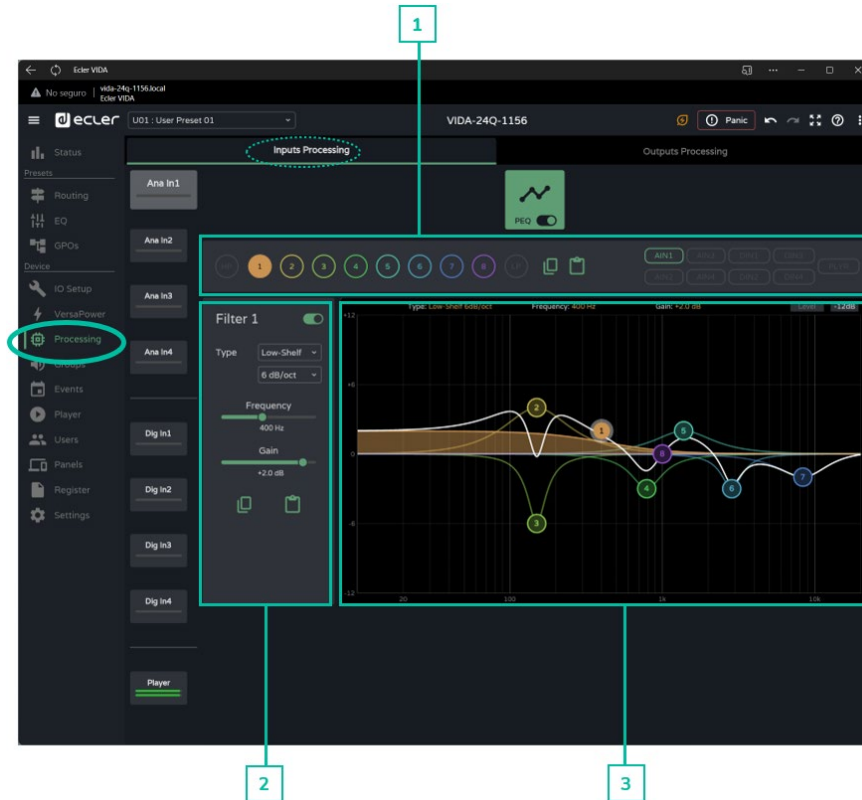 1
Ecler VIDA
No seguro | vida-24q-1156.local
Ecler VIDA
ecler
U01 : User Preset 01
VIDA-24Q-1156
Panic
Status
Inputs Processing
Outputs Processing
Presets
Routing
EQ
GPOs
Device
IO Setup
VersaPower
Processing
Groups
Events
Player
Users
Panels
Register
Settings
Ana In1
Ana In2
Ana In3
Ana In4
Dig In1
Dig In2
Dig In3
Dig In4
Player
PEQ
HP 1 2 3 4 5 6 7 8 LP
AIN1
Filter 1
Type Low-Shelf
6 dB/oct
Frequency
400 Hz
Gain
+2.0 dB
Type: Low-Shelf 6dB/oct Frequency: 400 Hz Gain: +2.0 dB Level -12dB
+12
+6
0
-6
-12
2
1
5
8
4
6
7
3
20 100 1k 10k
2
3